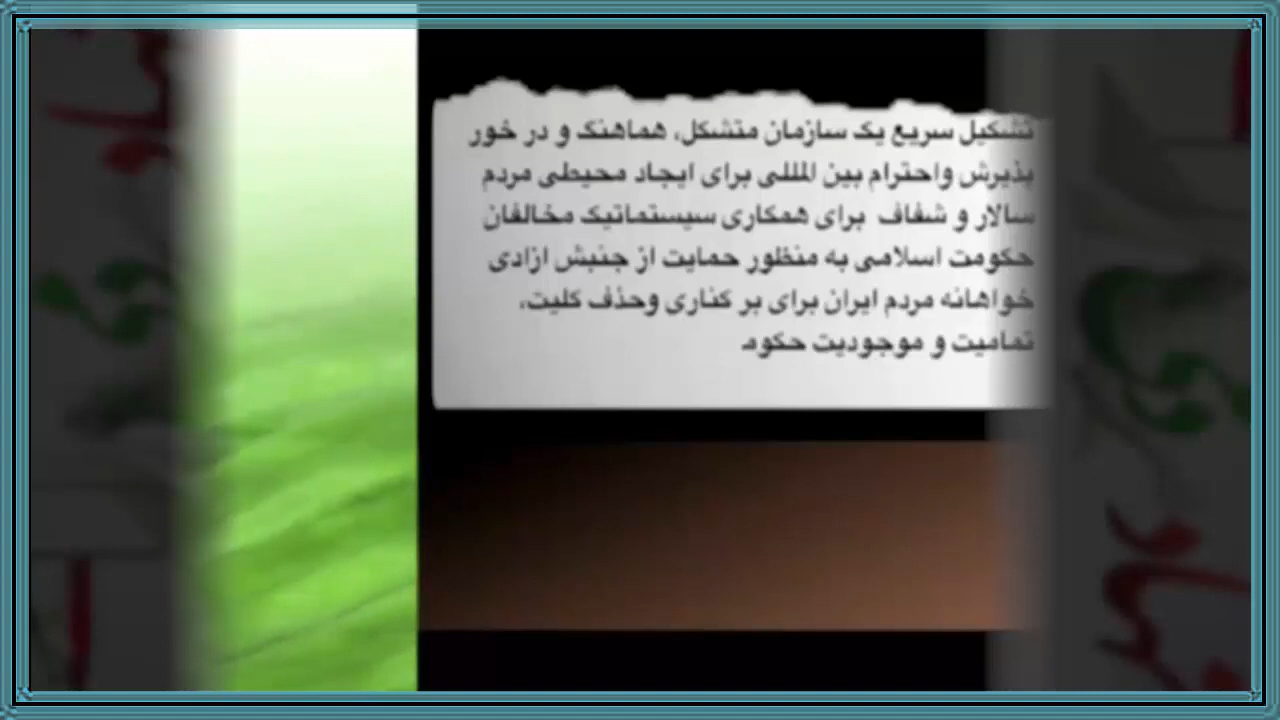 تشکیل سریع یک سازمان متشکل، هماهنک و در خور
پذیرش واحترام بین المللی برای ایجاد محیطی مردم
سالار و شفاف برای همکاری سیستماتیک مخالفان
حکومت اسلامی به منظور حمایت از جنبش ازادی
خواهانه مردم ایران برای بر کناری وحذف کلیت،
تمامیت و موجودیت حکوم